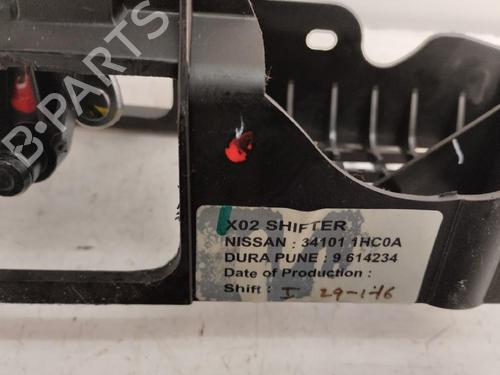 B-PARTS
X02 SHIFTER
NISSAN : 34101 1HC0A
DURA PUNE : 9 614234
Date of Production :
Shift : I 29-1-16